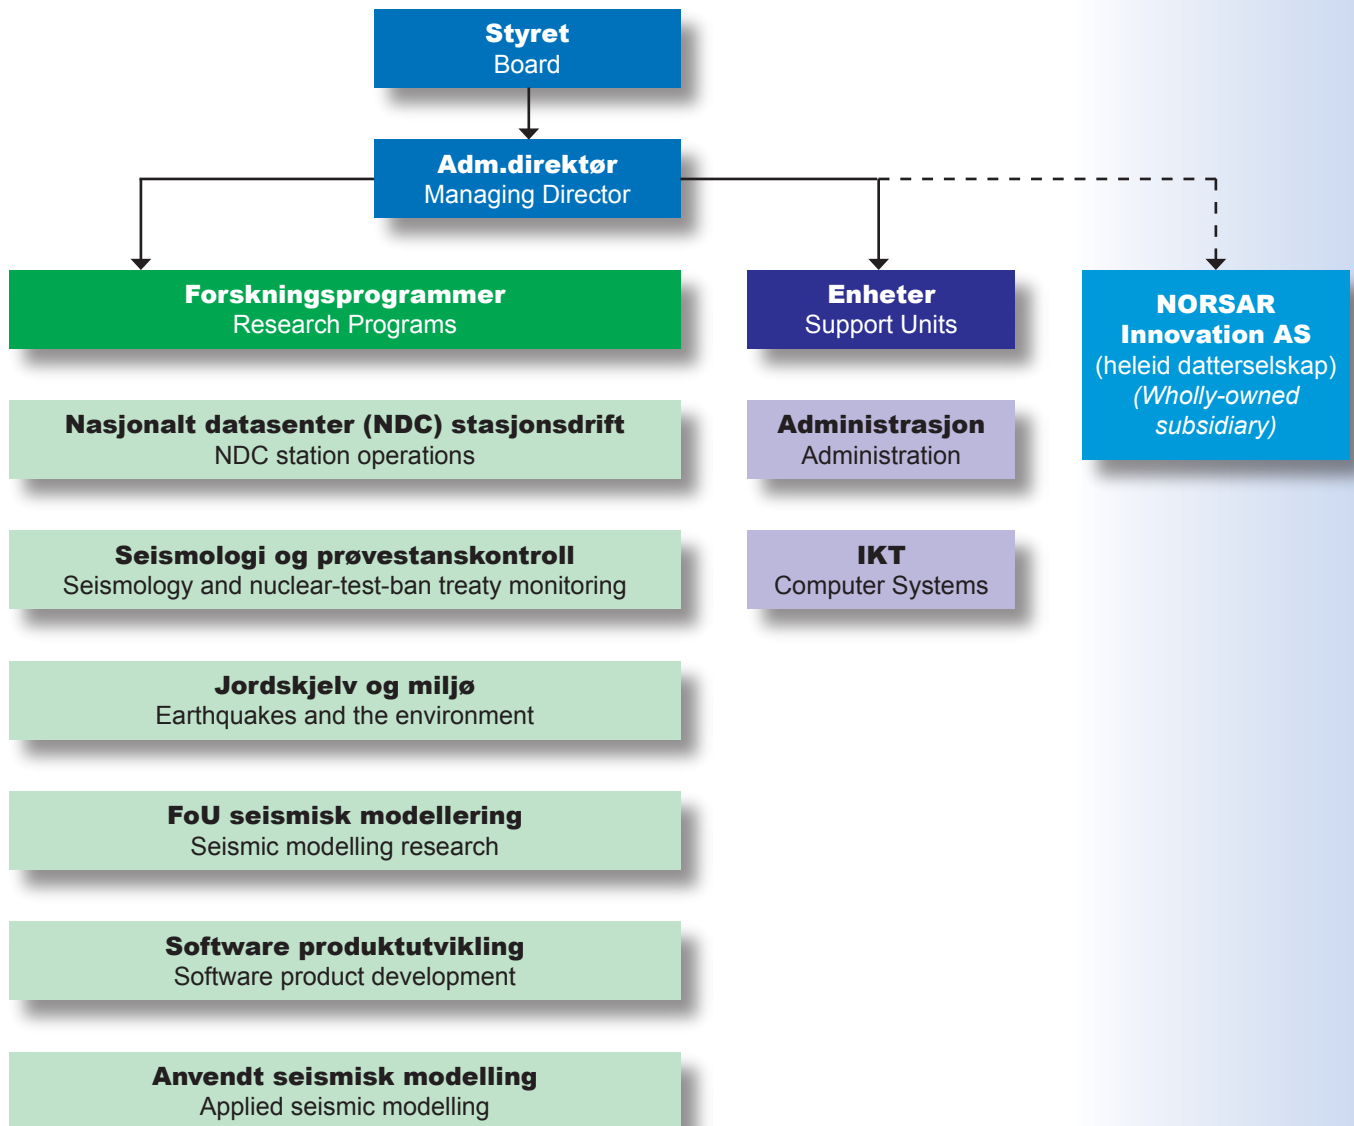 Styret
Board
Adm.direktør
Managing Director
Forskningsprogrammer
Research Programs
Enheter
Support Units
NORSAR
Innovation AS
(heleid datterselskap)
(Wholly-owned
subsidiary)
Nasjonalt datasenter (NDC) stasjonsdrift
NDC station operations
Administrasjon
Administration
Seismologi og prøvestanskontroll
Seismology and nuclear-test-ban treaty monitoring
IKT
Computer Systems
Jordskjelv og miljø
Earthquakes and the environment
FoU seismisk modellering
Seismic modelling research
Software produktutvikling
Software product development
Anvendt seismisk modelling
Applied seismic modelling